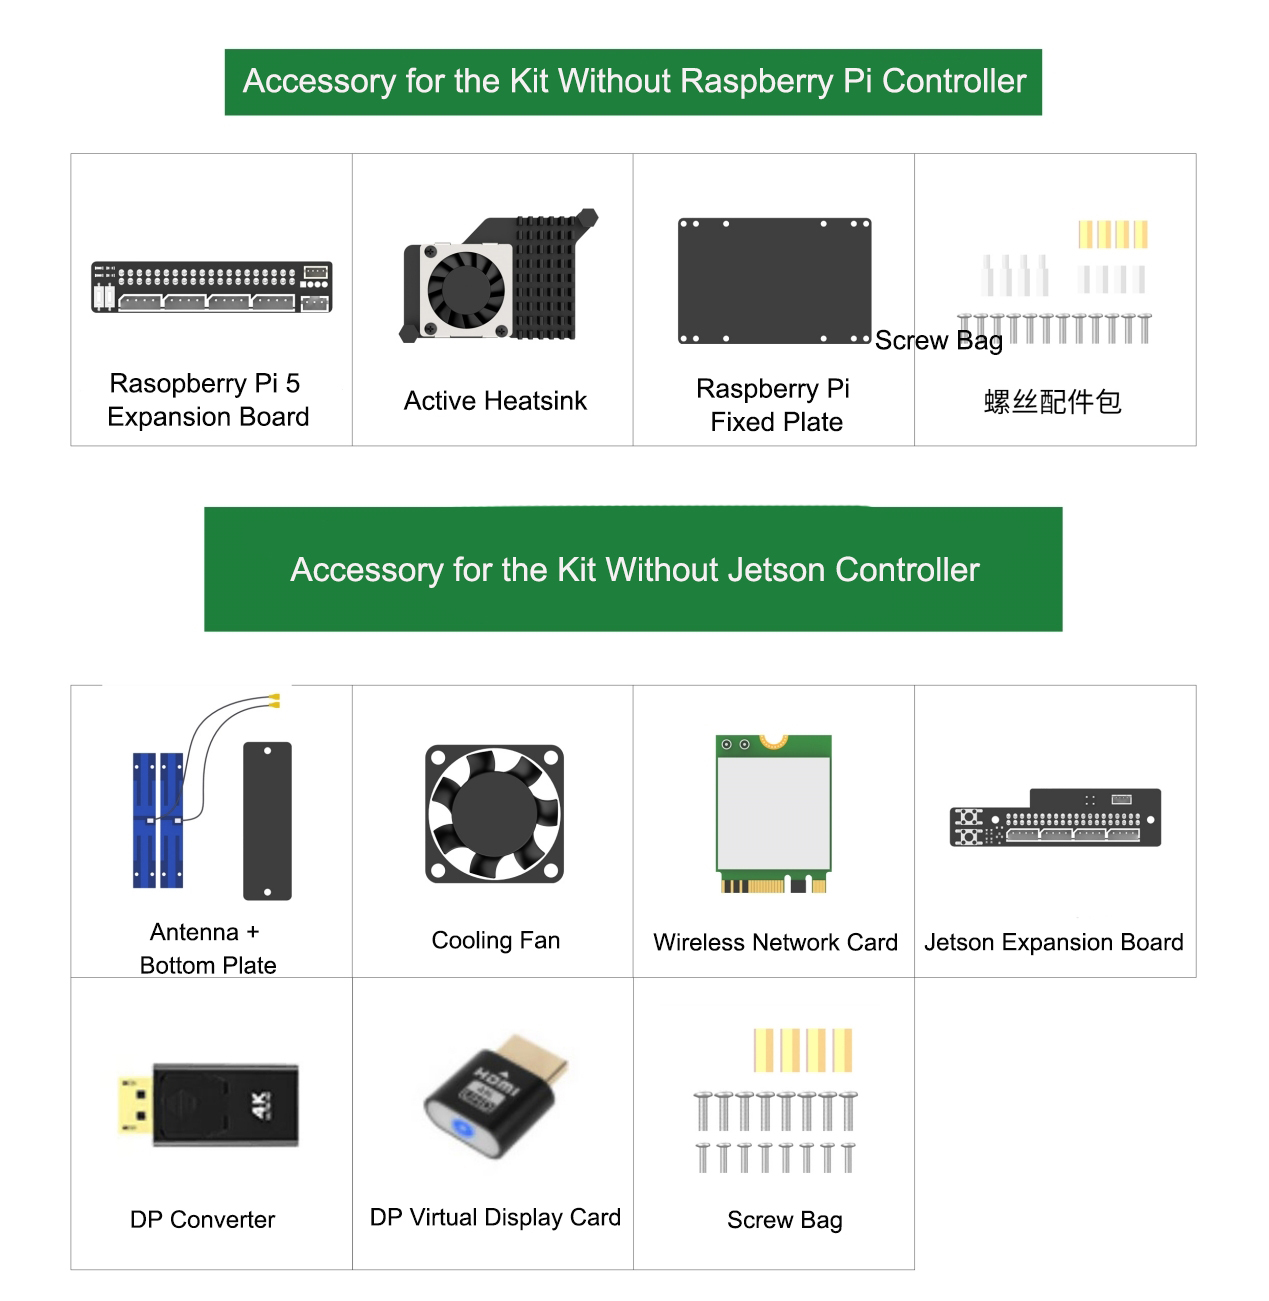 Accessory for the Kit Without Raspberry Pi Controller
Rasopberry Pi 5
Expansion Board
Active Heatsink
Raspberry Pi
Fixed Plate
Screw Bag
螺丝配件包
Accessory for the Kit Without Jetson Controller
Antenna +
Bottom Plate
Cooling Fan
Wireless Network Card
Jetson Expansion Board
4K
HDMI
DP Converter
DP Virtual Display Card
Screw Bag